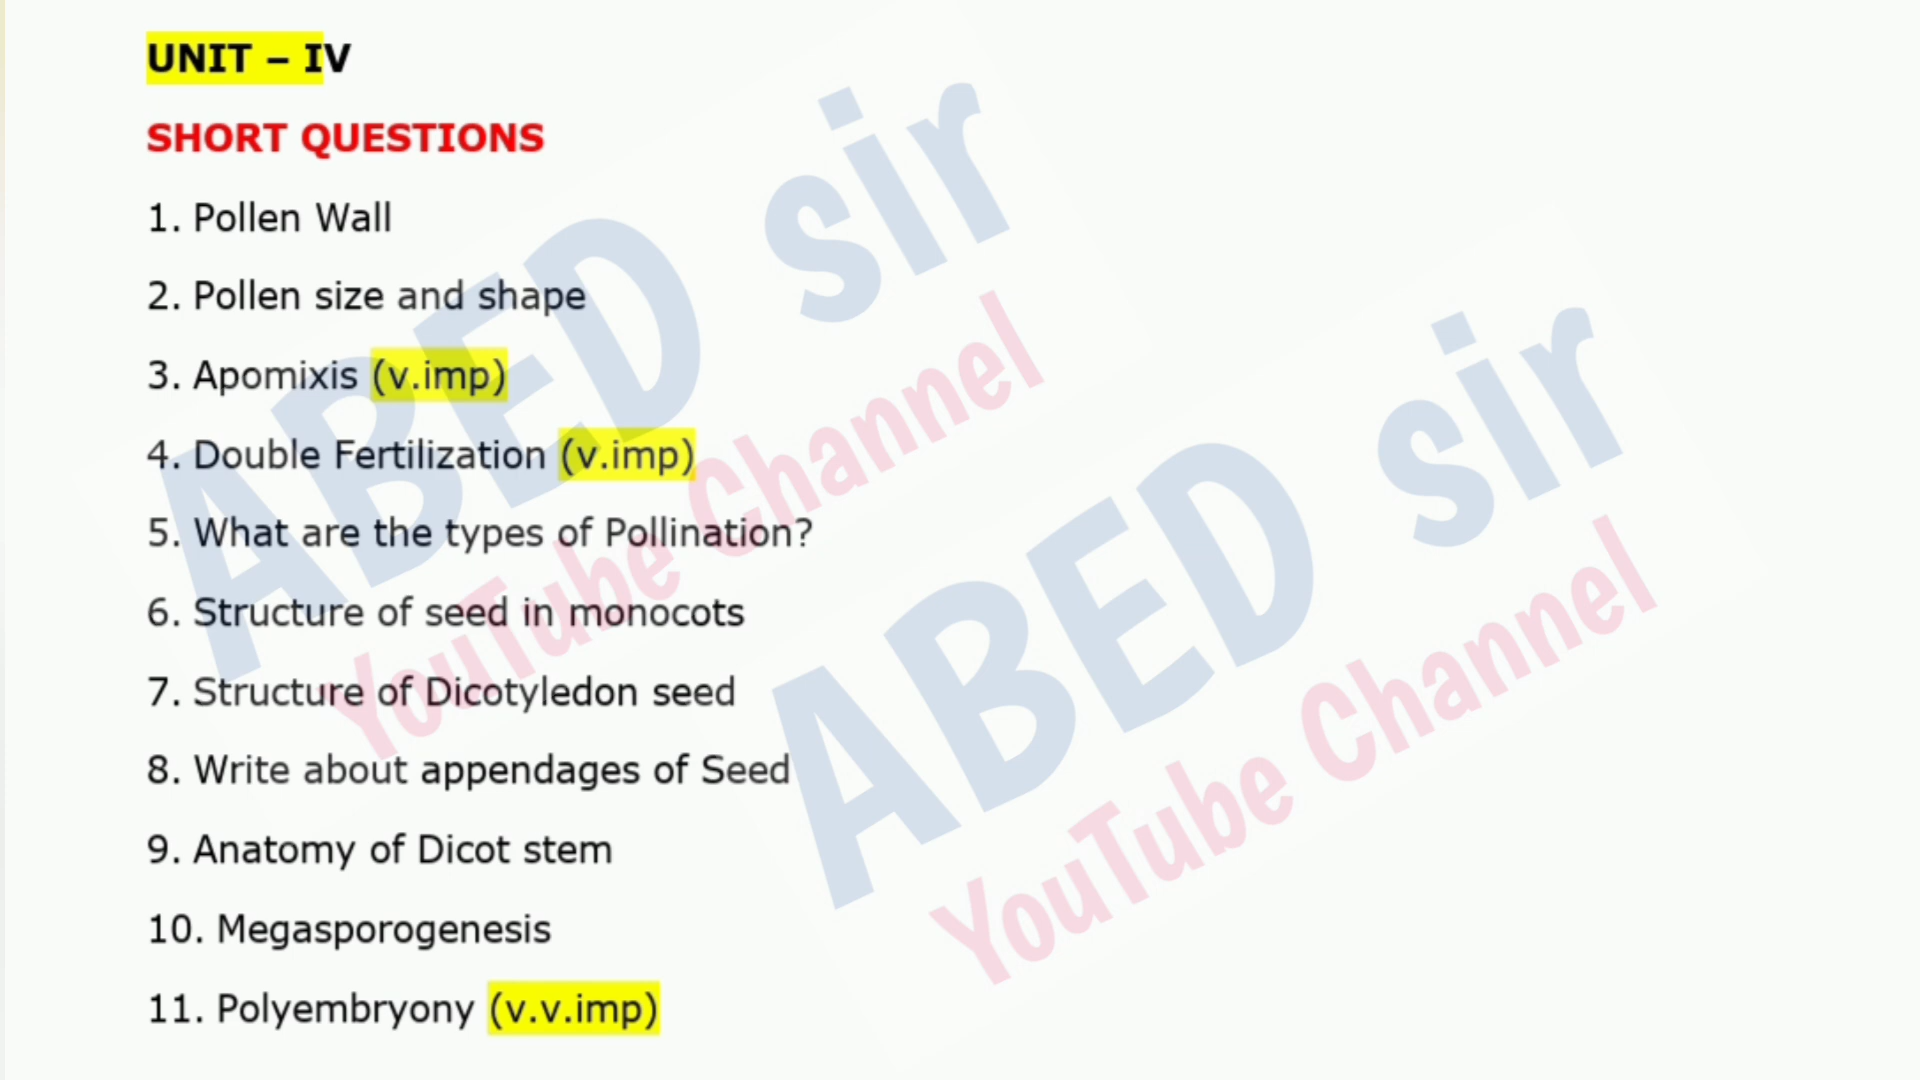 UNIT – IV
SHORT QUESTIONS
1. Pollen Wall
2. Pollen size and shape
3. Apomixis (v.imp)
4. Double Fertilization (v.imp)
5. What are the types of Pollination?
6. Structure of seed in monocots
7. Structure of Dicotyledon seed
8. Write about appendages of Seed
9. Anatomy of Dicot stem
10. Megasporogenesis
11. Polyembryony (v.v.imp)
ABED sir
YouTube Channel
ABED sir
YouTube Channel